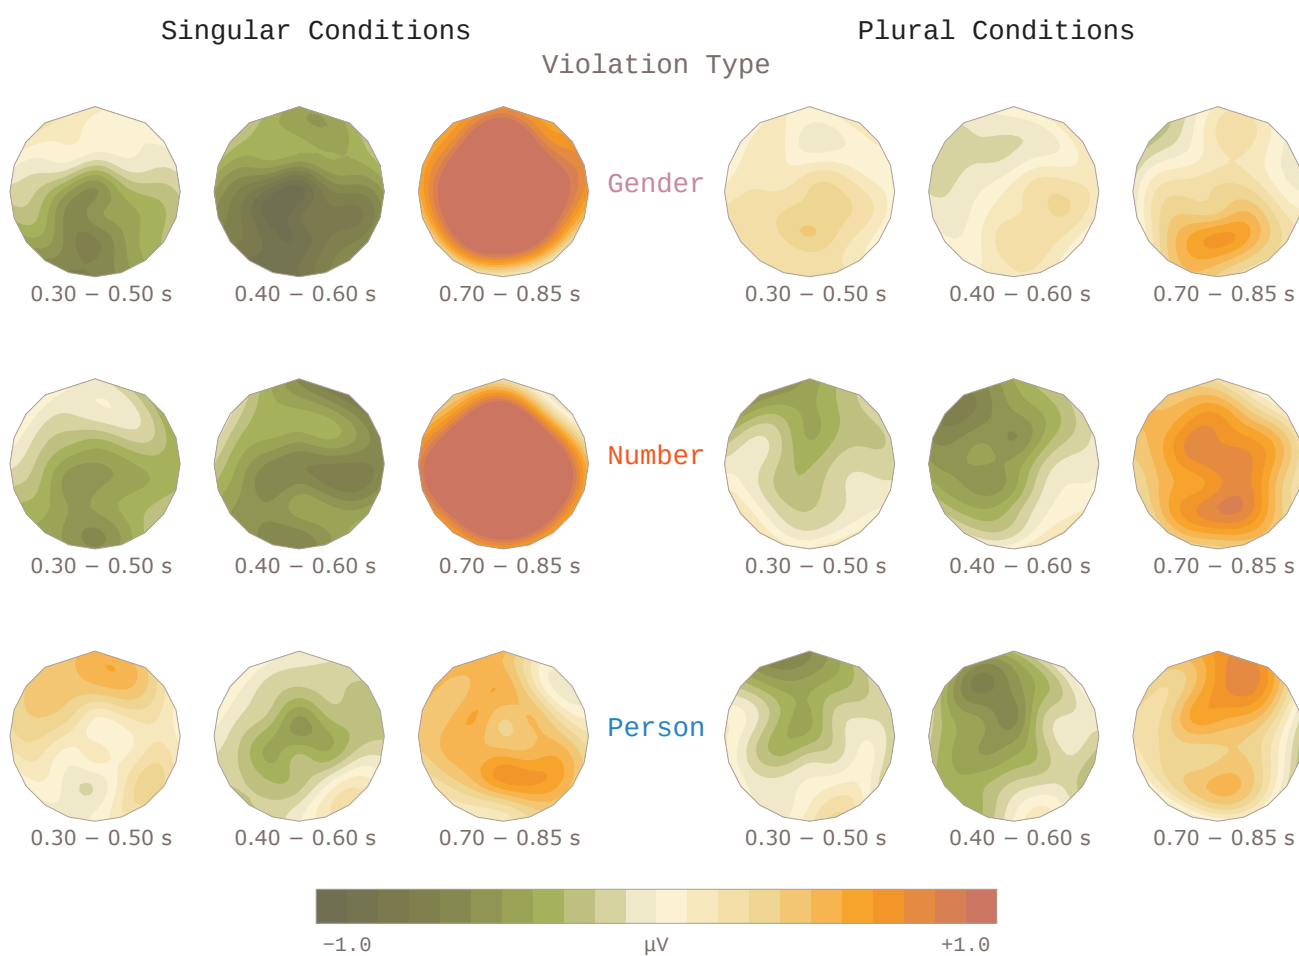 Singular Conditions
Plural Conditions
Violation Type
Gender
0.30 – 0.50 s
0.40 – 0.60 s
0.70 – 0.85 s
0.30 – 0.50 s
0.40 – 0.60 s
0.70 – 0.85 s
Number
0.30 – 0.50 s
0.40 – 0.60 s
0.70 – 0.85 s
0.30 – 0.50 s
0.40 – 0.60 s
0.70 – 0.85 s
Person
0.30 – 0.50 s
0.40 – 0.60 s
0.70 – 0.85 s
0.30 – 0.50 s
0.40 – 0.60 s
0.70 – 0.85 s
−1.0
µV
+1.0